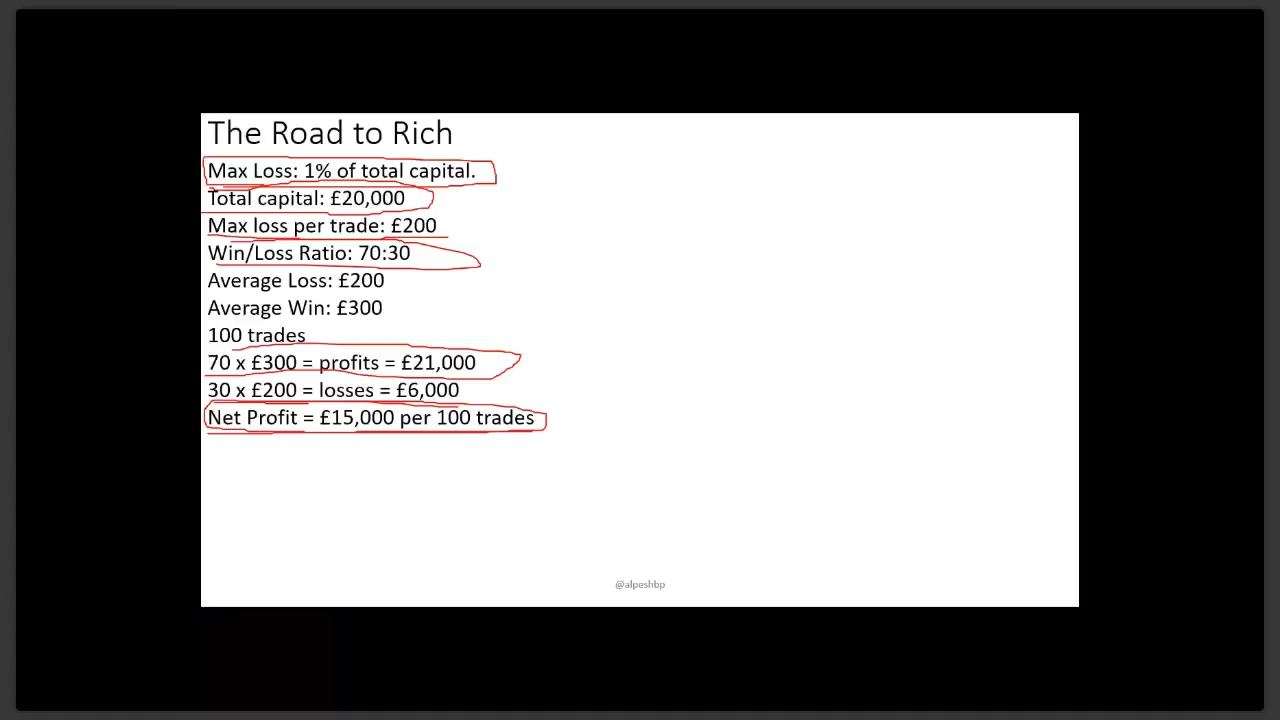 The Road to Rich
Max Loss: 1% of total capital.
Total capital: £20,000
Max loss per trade: £200
Win/Loss Ratio: 70:30
Average Loss: £200
Average Win: £300
100 trades
70 x £300 = profits = £21,000
30 x £200 = losses = £6,000
Net Profit = £15,000 per 100 trades
@alpeshbp